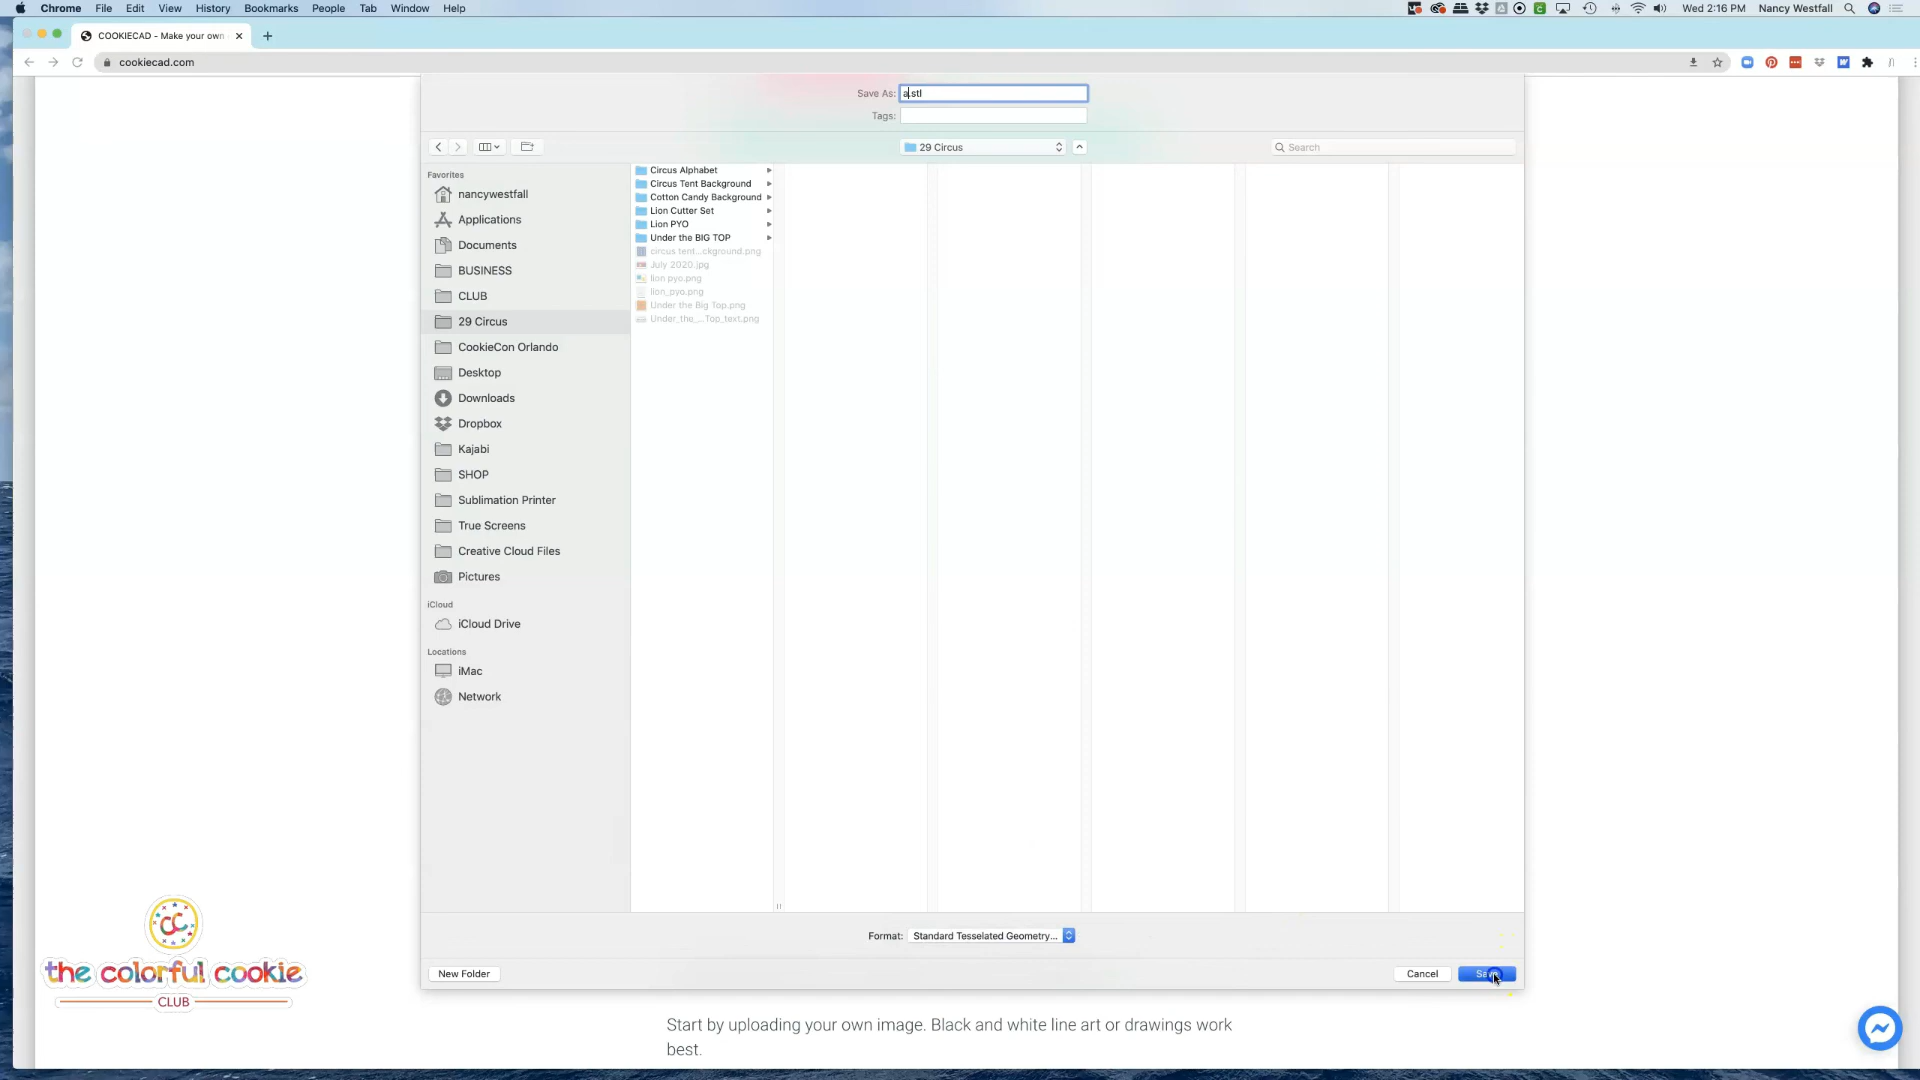 Chrome File Edit View History Bookmarks People Tab Window Help
Wed 2:16 PM Nancy Westfall
COOKIECAD - Make your own
cookiecad.com
Save As: a.stl
Tags:
29 Circus
Search
Favorites
nancywestfall
Applications
Documents
BUSINESS
CLUB
29 Circus
CookieCon Orlando
Desktop
Downloads
Dropbox
Kajabi
SHOP
Sublimation Printer
True Screens
Creative Cloud Files
Pictures
iCloud
iCloud Drive
Locations
iMac
Network
Circus Alphabet
Circus Tent Background
Cotton Candy Background
Lion Cutter Set
Lion PYO
Under the BIG TOP
circus tent...ckground.png
July 2020.jpg
lion pyo.png
lion_pyo.png
Under the Big Top.png
Under_the_...Top_text.png
Format: Standard Tesselated Geometry...
New Folder
Cancel
Save
CC
the colorful cookie
CLUB
Start by uploading your own image. Black and white line art or drawings work
best.